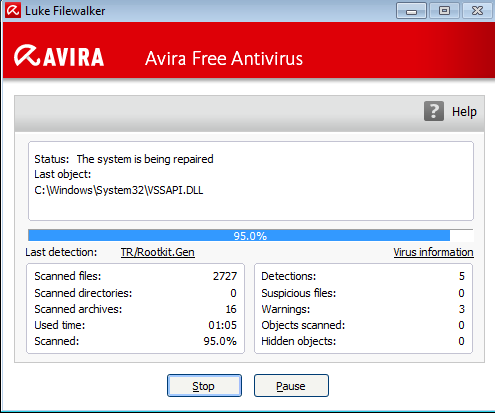 Luke Filewalker
AVIRA Avira Free Antivirus
? Help
Status: The system is being repaired
Last object:
C:\Windows\System32\VSSAPI.DLL
95.0%
Last detection: TR/Rootkit.Gen Virus information
Scanned files: 2727
Scanned directories: 0
Scanned archives: 16
Used time: 01:05
Scanned: 95.0%
Detections: 5
Suspicious files: 0
Warnings: 3
Objects scanned: 0
Hidden objects: 0
Stop Pause